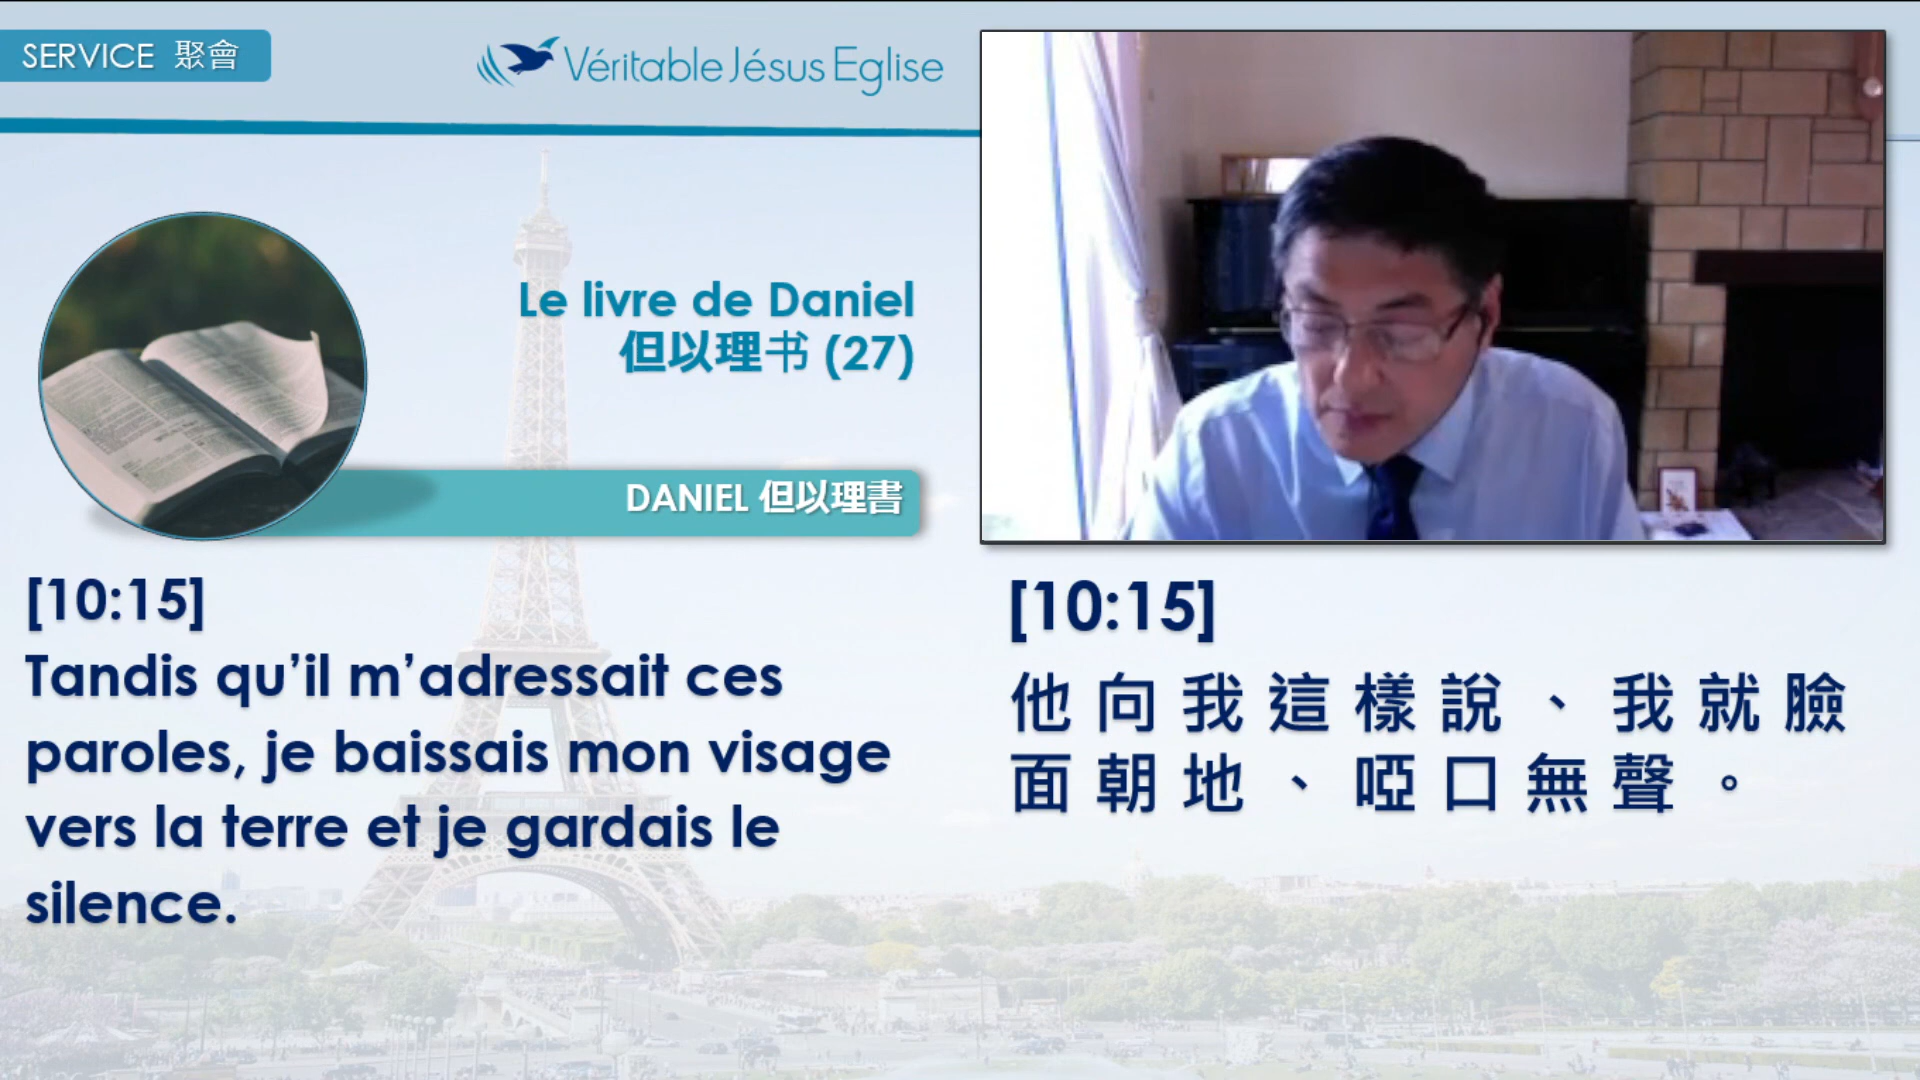 SERVICE 聚會
Véritable Jésus Eglise
Le livre de Daniel
但以理书 (27)
DANIEL 但以理書
[10:15]
Tandis qu’il m’adressait ces
paroles, je baissais mon visage
vers la terre et je gardais le
silence.
[10:15]
他向我這樣說、我就臉
面朝地、啞口無聲。